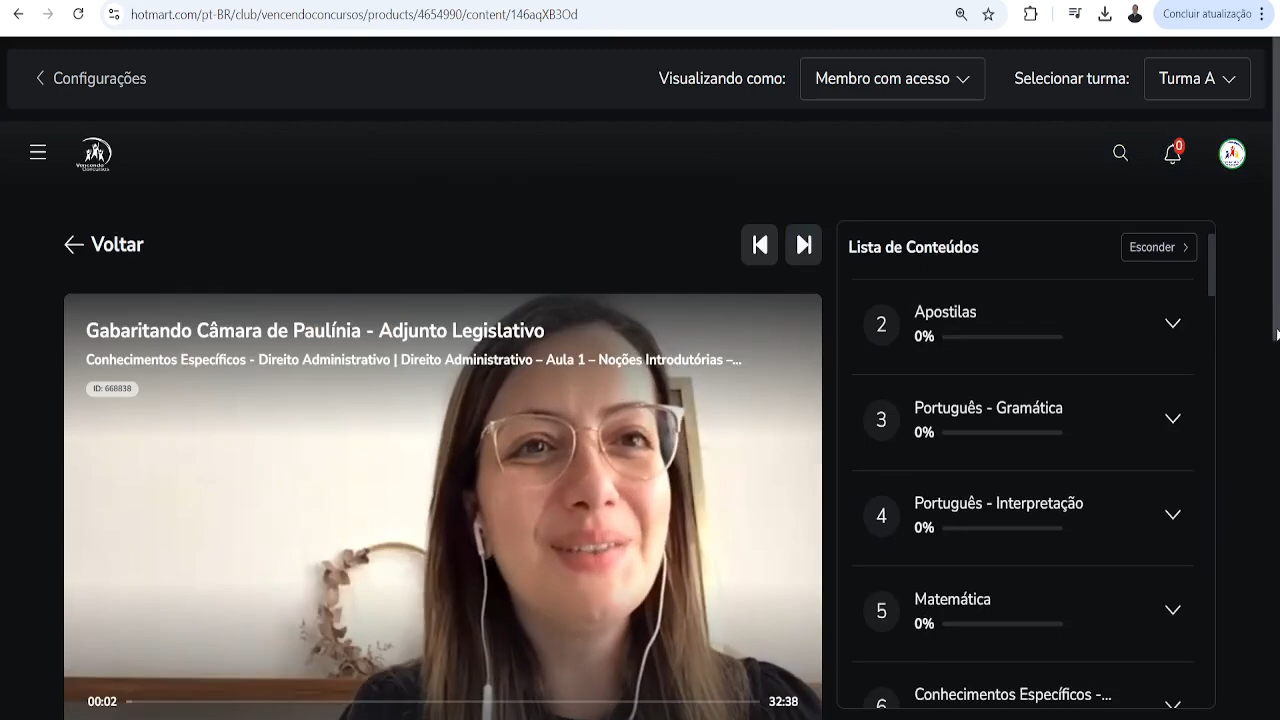 hotmart.com/pt-BR/club/vencendoconcursos/products/4654990/content/146aqXB3Od
Concluir atualização
Configurações
Visualizando como:
Membro com acesso
Selecionar turma:
Turma A
Vencendo
Concursos
0
Voltar
Lista de Conteúdos
Esconder
Gabaritando Câmara de Paulínia - Adjunto Legislativo
Conhecimentos Específicos - Direito Administrativo | Direito Administrativo – Aula 1 – Noções Introdutórias –...
ID: 668838
00:02
32:38
2
Apostilas
0%
3
Português - Gramática
0%
4
Português - Interpretação
0%
5
Matemática
0%
6
Conhecimentos Específicos -...